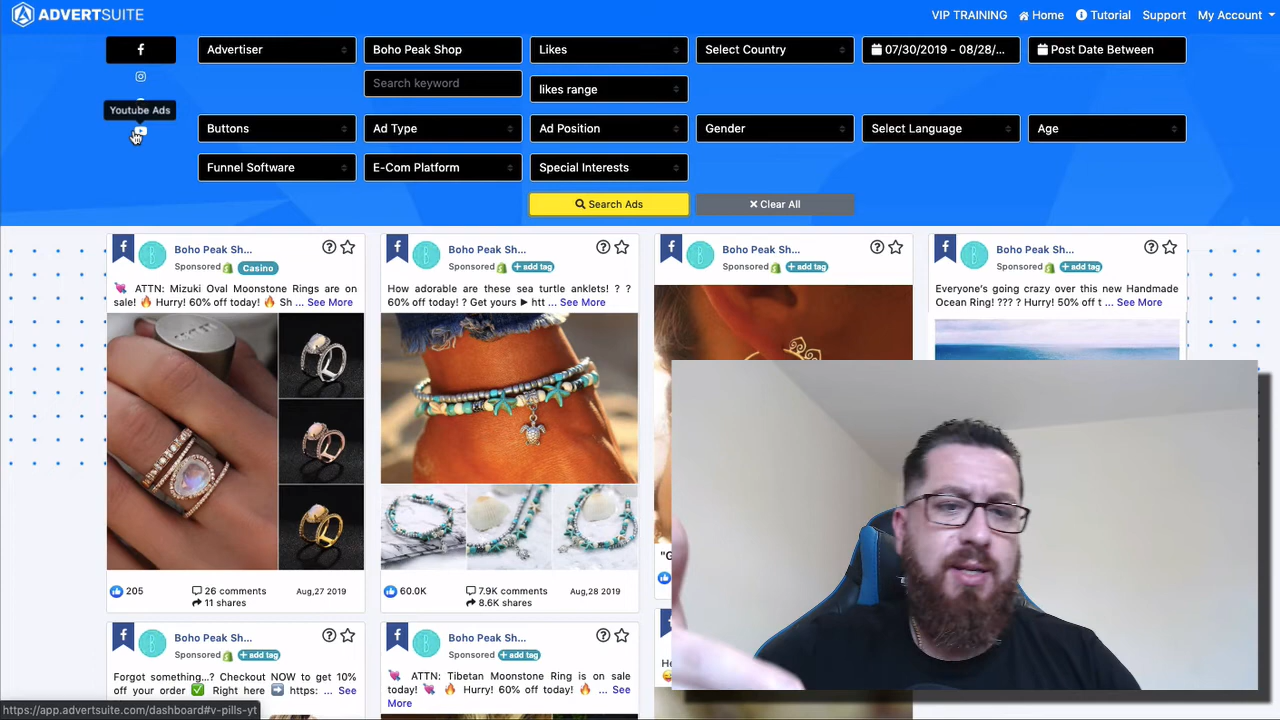 ADVERTSUITE
VIP TRAINING Home Tutorial Support My Account
Advertiser Boho Peak Shop Likes Select Country 07/30/2019 - 08/28/... Post Date Between
Search keyword likes range
Youtube Ads
Buttons Ad Type Ad Position Gender Select Language Age
Funnel Software E-Com Platform Special Interests
Search Ads Clear All
Boho Peak Sh...
Sponsored Casino
💘 ATTN: Mizuki Oval Moonstone Rings are on
sale! 🔥 Hurry! 60% off today! 🔥 Sh ... See More
205 26 comments
11 shares
Aug,27 2019
Boho Peak Sh...
Sponsored + add tag
How adorable are these sea turtle anklets! ? ?
60% off today! ? Get yours ► htt ... See More
60.0K 7.9K comments
8.6K shares
Aug,28 2019
Boho Peak Sh...
Sponsored + add tag
"G
Boho Peak Sh...
Sponsored + add tag
Everyone's going crazy over this new Handmade
Ocean Ring! ??? ? Hurry! 50% off t ... See More
Boho Peak Sh...
Sponsored + add tag
Forgot something...? Checkout NOW to get 10%
off your order ✅ Right here ➡️ https: ... See
Boho Peak Sh...
Sponsored + add tag
💘 ATTN: Tibetan Moonstone Ring is on sale
today! 💘 🔥 Hurry! 60% off today! 🔥 ... See
More
He
https://app.advertsuite.com/dashboard#v-pills-yt